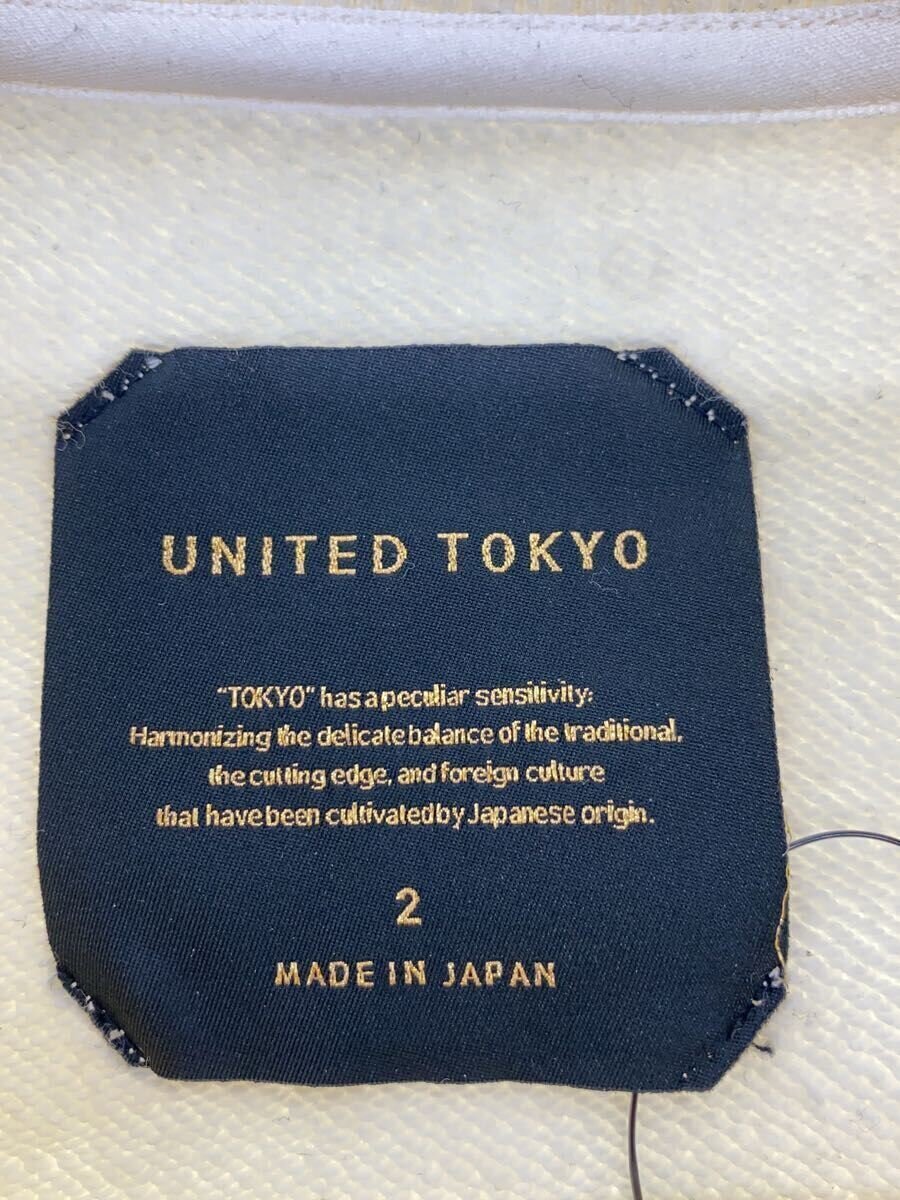 UNITED TOKYO
"TOKYO" has a peculiar sensitivity:
Harmonizing the delicate balance of the traditional,
the cutting edge, and foreign culture
that have been cultivated by Japanese origin.
2
MADE IN JAPAN